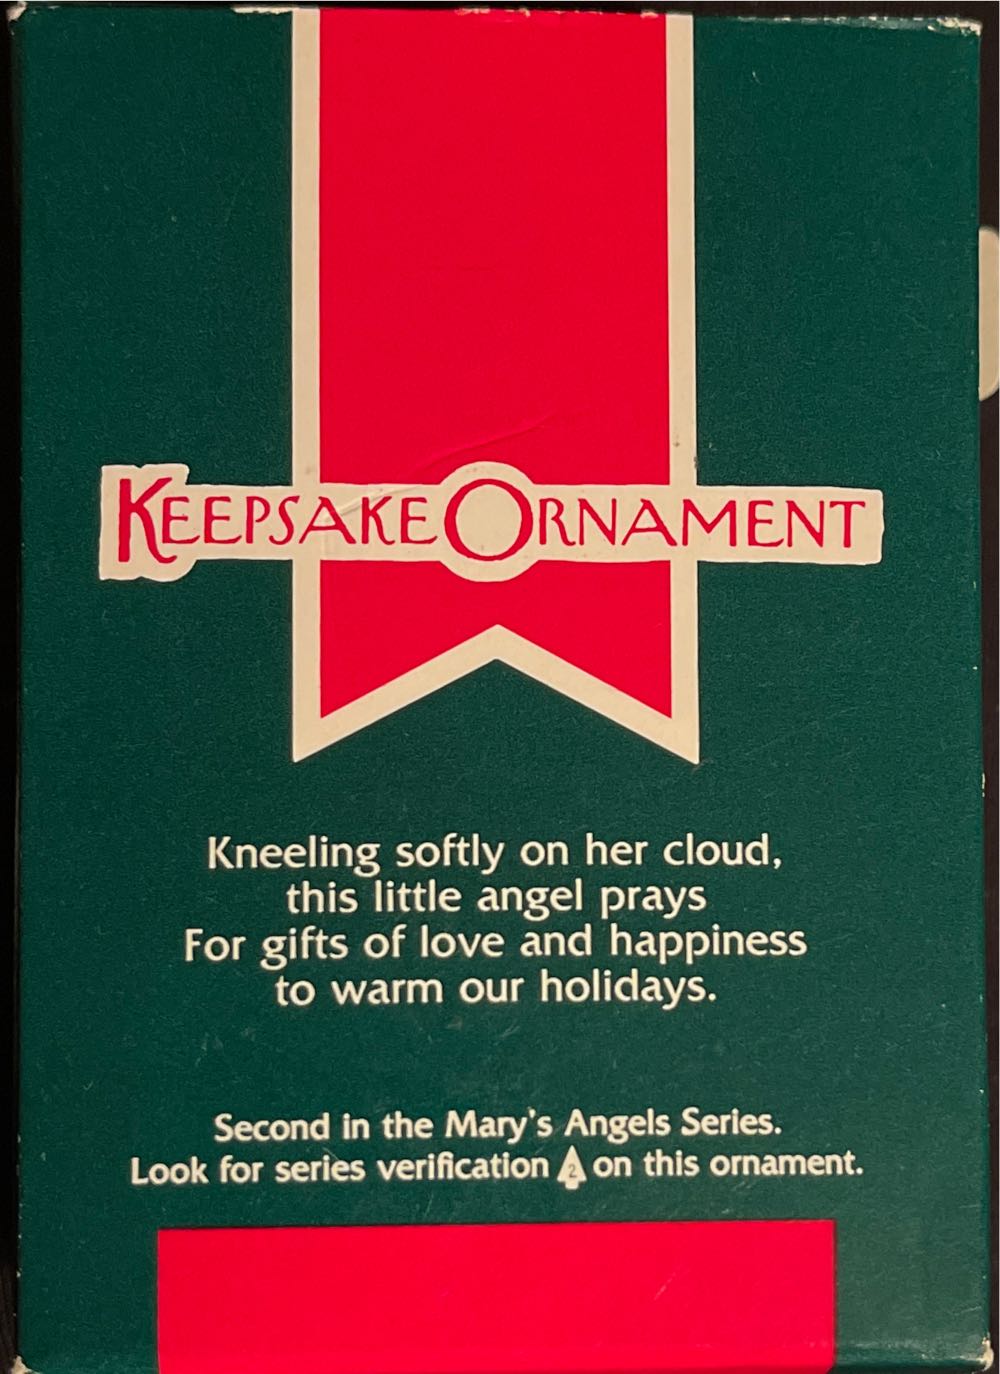 KEEPSAKE ORNAMENT
Kneeling softly on her cloud,
this little angel prays
For gifts of love and happiness
to warm our holidays.
Second in the Mary's Angels Series.
Look for series verification 2 on this ornament.